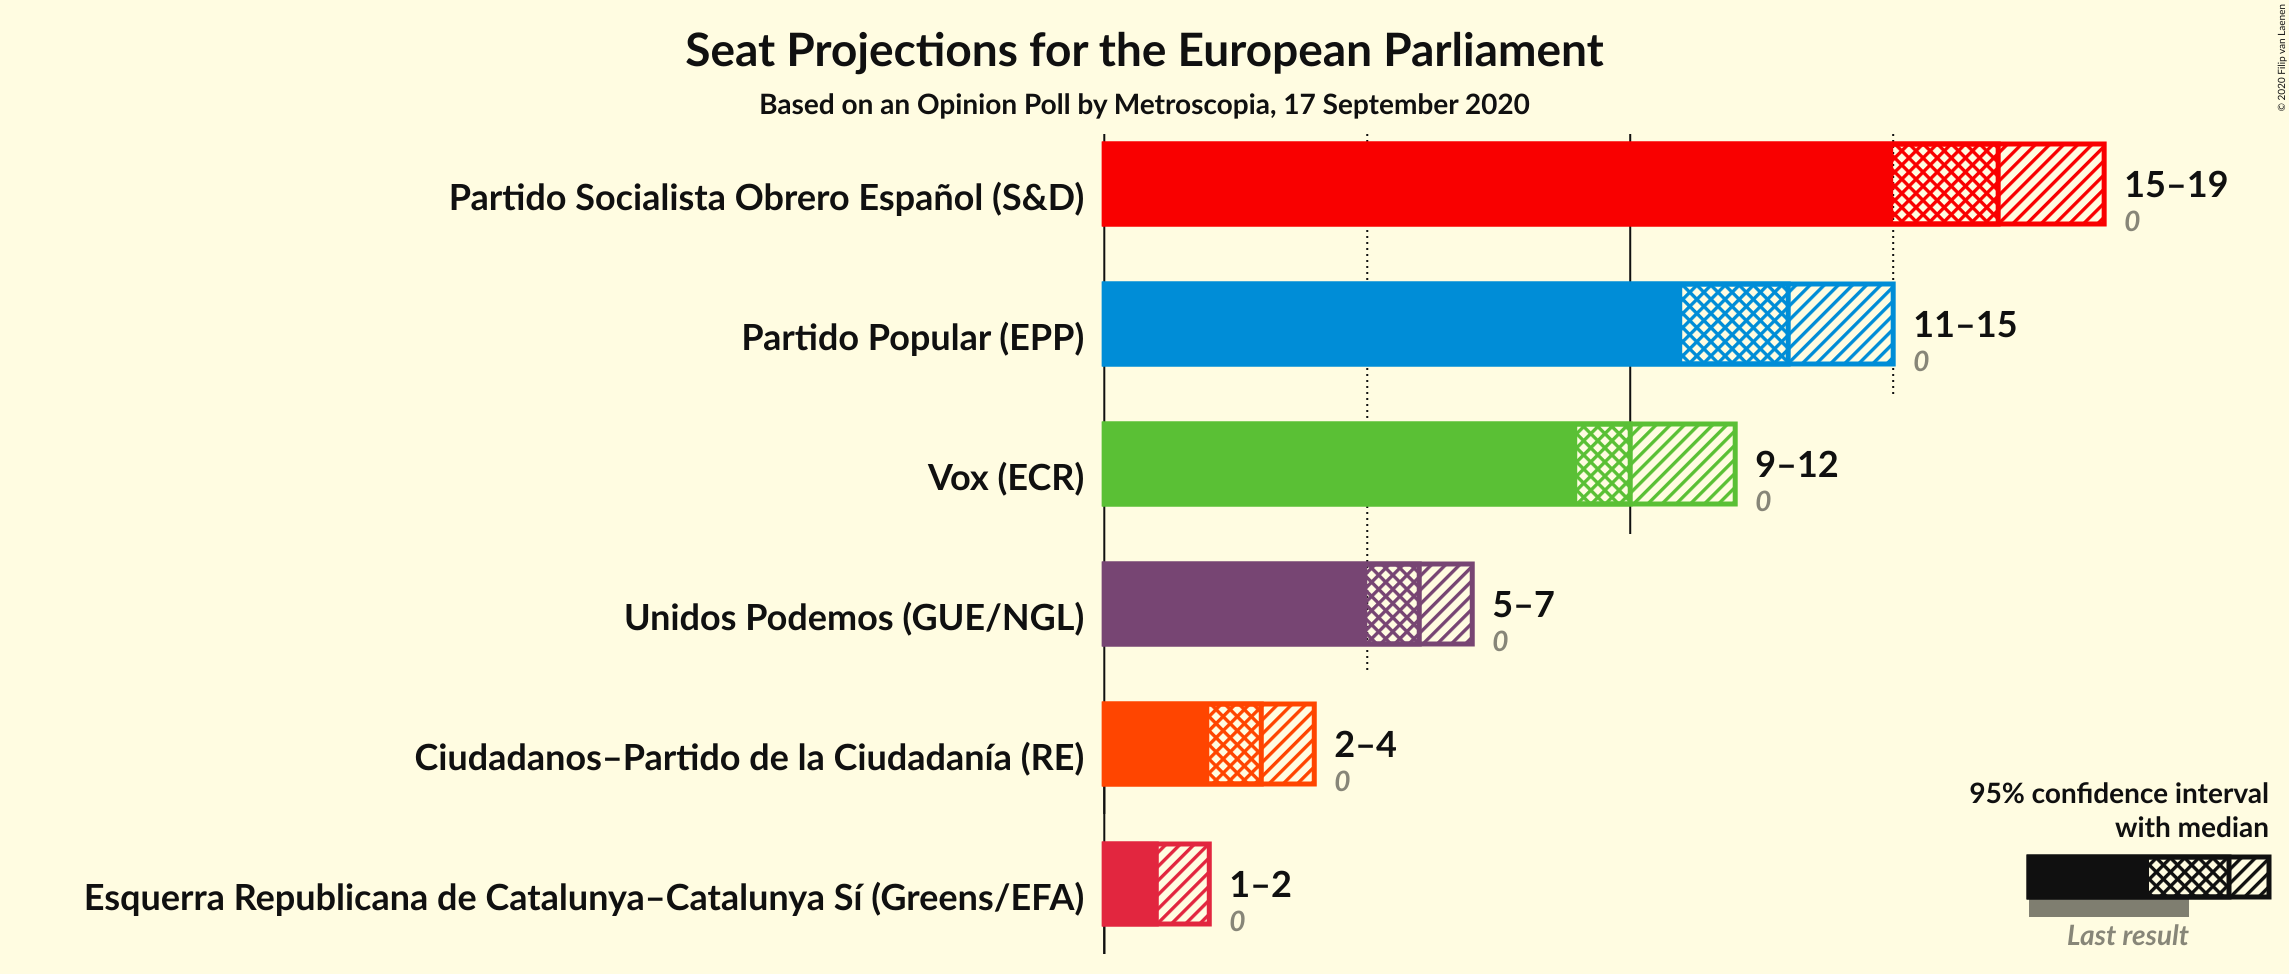 Seat Projections for the European Parliament
Based on an Opinion Poll by Metroscopia, 17 September 2020
© 2020 Filip van Laenen
Partido Socialista Obrero Español (S&D)
15–19
0
Partido Popular (EPP)
11–15
0
Vox (ECR)
9–12
0
Unidos Podemos (GUE/NGL)
5–7
0
Ciudadanos–Partido de la Ciudadanía (RE)
2–4
0
Esquerra Republicana de Catalunya–Catalunya Sí (Greens/EFA)
1–2
0
95% confidence interval
with median
Last result